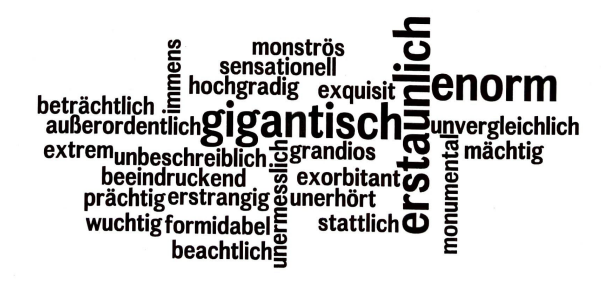 monströs
sensationell
immens
hochgradig
exquisit
erstaunlich
enorm
beträchtlich
außerordentlich
gigantisch
unvergleichlich
extrem
unbeschreiblich
grandios
mächtig
beeindruckend
unermesslich
exorbitant
monumental
prächtig
erstrangig
unerhört
wuchtig
formidabel
stattlich
beachtlich